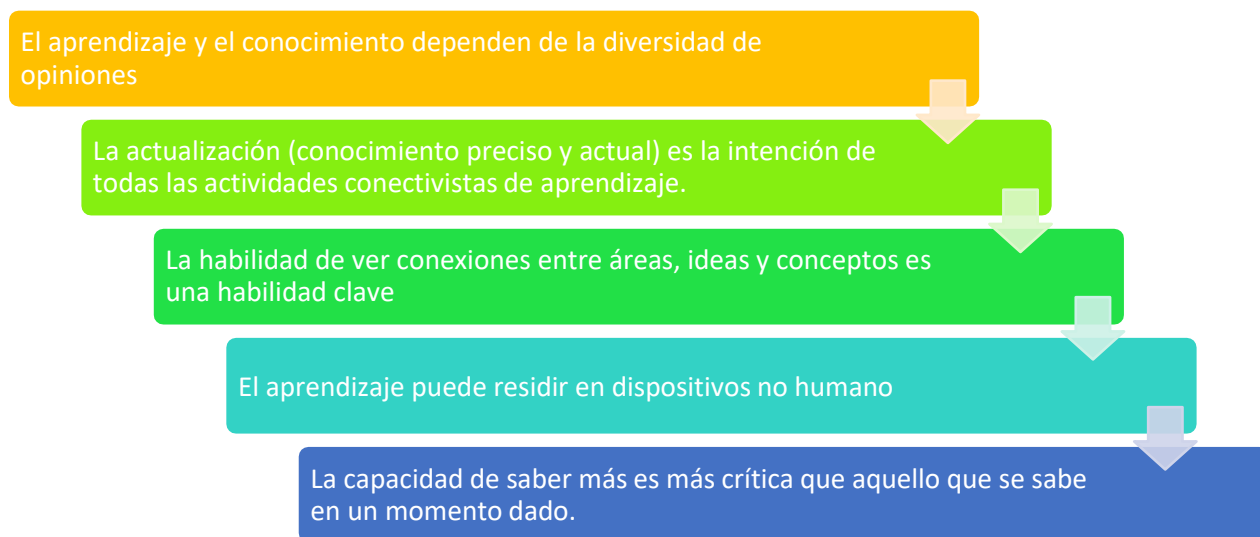 El aprendizaje y el conocimiento dependen de la diversidad de
opiniones
La actualización (conocimiento preciso y actual) es la intención de
todas las actividades conectivistas de aprendizaje.
La habilidad de ver conexiones entre áreas, ideas y conceptos es
una habilidad clave
El aprendizaje puede residir en dispositivos no humano
La capacidad de saber más es más crítica que aquello que se sabe
en un momento dado.